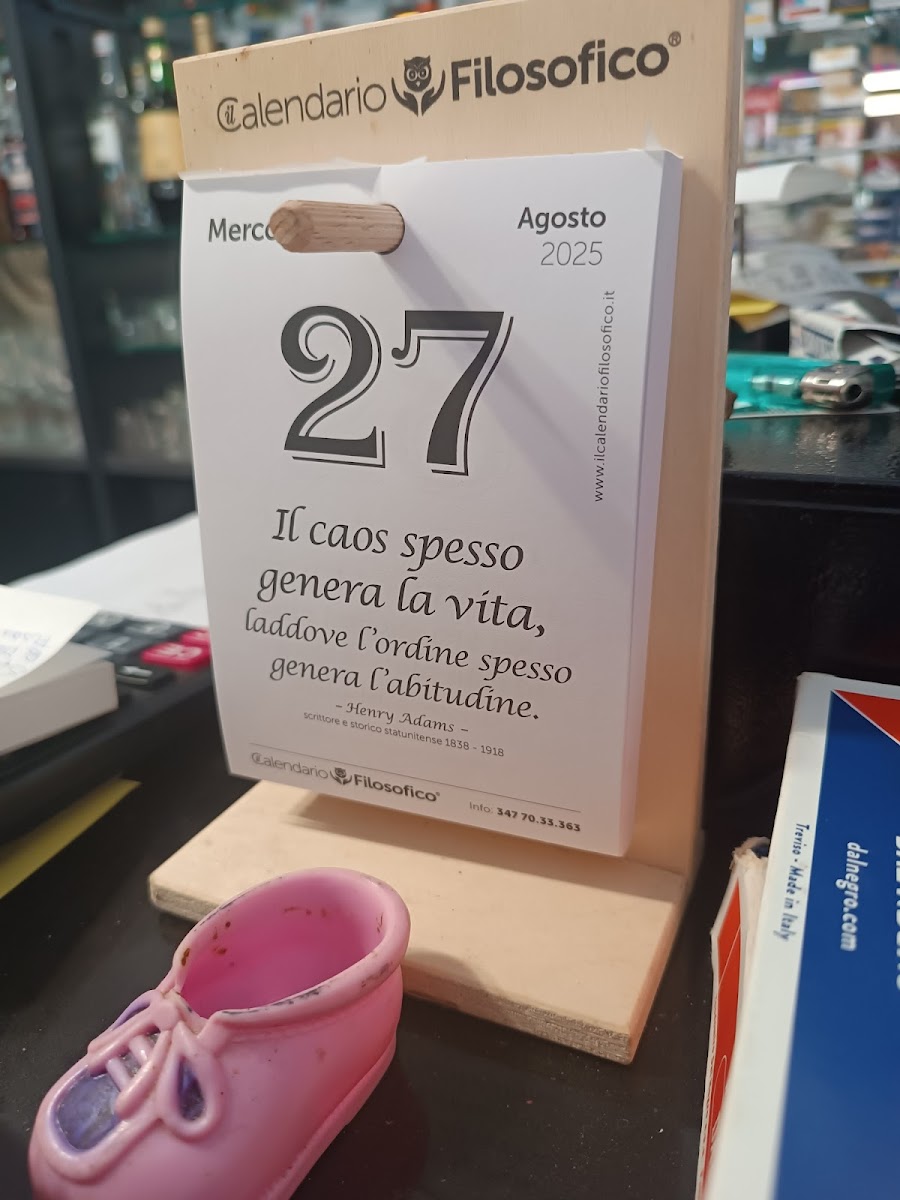 il Calendario Filosofico®
Merco
Agosto
2025
27
www.ilcalendariofilosofico.it
Il caos spesso
genera la vita,
laddove l'ordine spesso
genera l'abitudine.
– Henry Adams –
scrittore e storico statunitense 1838 - 1918
il Calendario Filosofico®
Info: 347 70.33.363
Treviso - Made in Italy
dalnegro.com